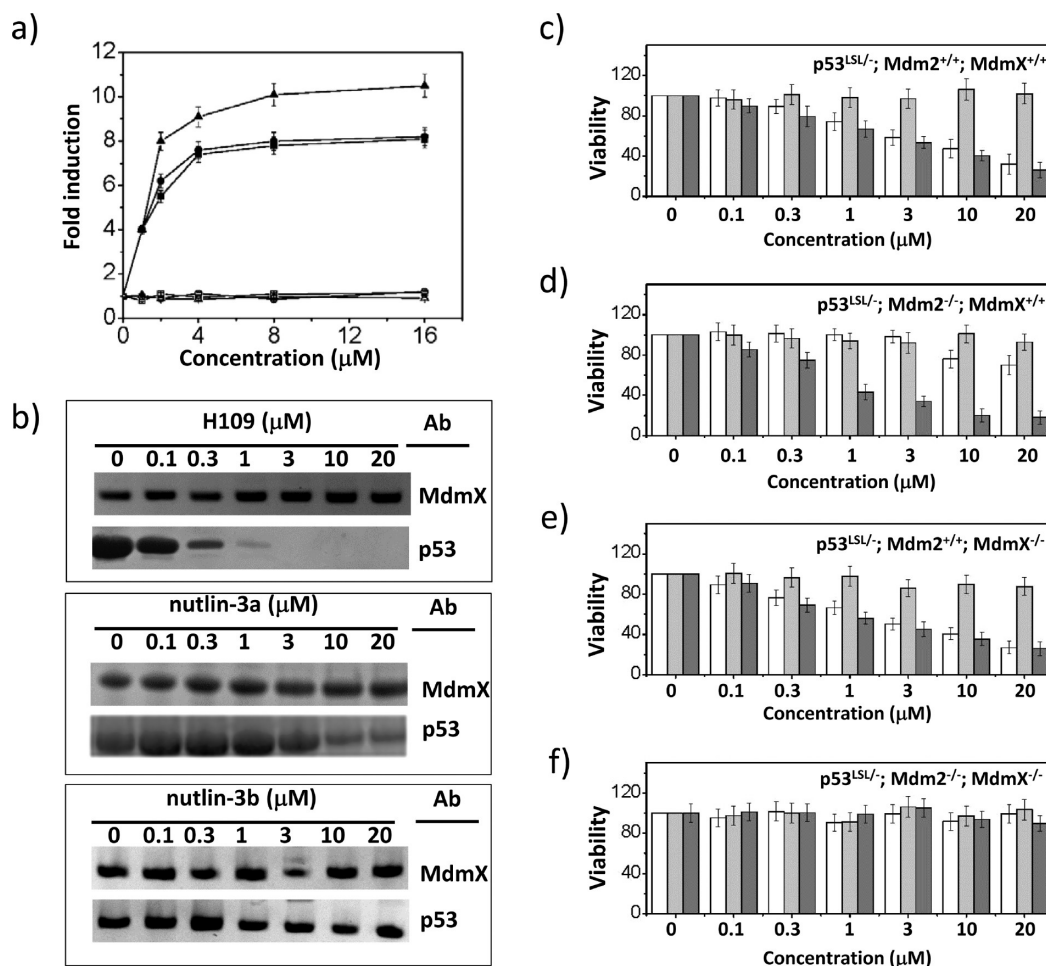 a)
Fold induction
12
10
8
6
4
2
0
0 4 8 12 16
Concentration (μM)
b)
H109 (μM) Ab
0 0.1 0.3 1 3 10 20
MdmX
p53
nutlin-3a (μM) Ab
0 0.1 0.3 1 3 10 20
MdmX
p53
nutlin-3b (μM) Ab
0 0.1 0.3 1 3 10 20
MdmX
p53
c)
p53LSL/-; Mdm2+/+; MdmX+/+
Viability
120
80
40
0
0 0.1 0.3 1 3 10 20
Concentration (μM)
d)
p53LSL/-; Mdm2-/-; MdmX+/+
Viability
120
80
40
0
0 0.1 0.3 1 3 10 20
Concentration (μM)
e)
p53LSL/-; Mdm2+/+; MdmX-/-
Viability
120
80
40
0
0 0.1 0.3 1 3 10 20
Concentration (μM)
f)
p53LSL/-; Mdm2-/-; MdmX-/-
Viability
120
80
40
0
0 0.1 0.3 1 3 10 20
Concentration (μM)